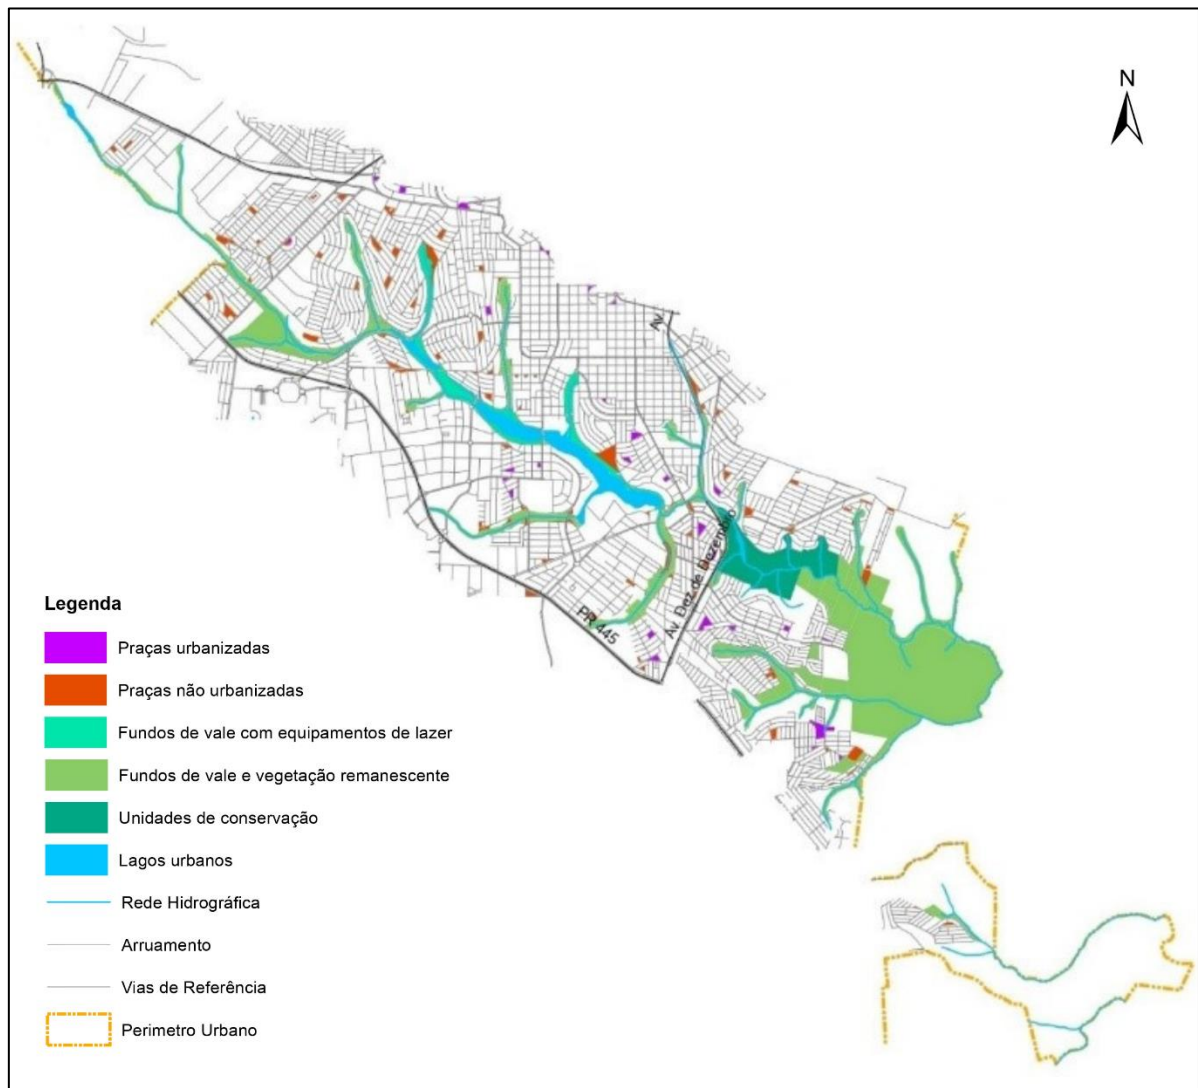 N
Av.
Av. Dez de Dezembro
PR 445
Legenda
Praças urbanizadas
Praças não urbanizadas
Fundos de vale com equipamentos de lazer
Fundos de vale e vegetação remanescente
Unidades de conservação
Lagos urbanos
Rede Hidrográfica
Arruamento
Vias de Referência
Perimetro Urbano